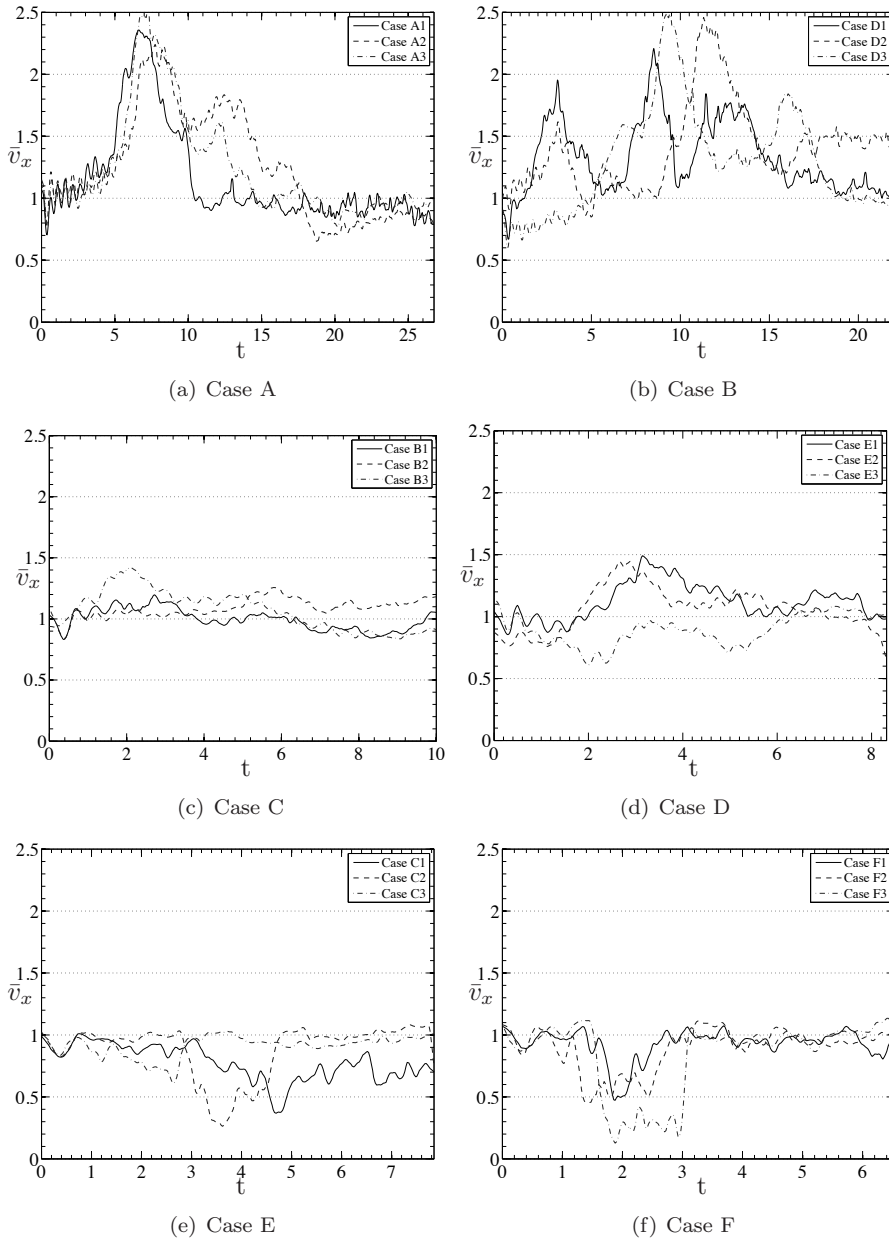 2.5
2
1.5
v̄x
1
0.5
0
0 5 10 15 20 25
t
Case A1
Case A2
Case A3
(a) Case A
2.5
2
1.5
v̄x
1
0.5
0
0 5 10 15 20
t
Case D1
Case D2
Case D3
(b) Case B
2.5
2
1.5
v̄x
1
0.5
0
0 2 4 6 8 10
t
Case B1
Case B2
Case B3
(c) Case C
2.5
2
1.5
v̄x
1
0.5
0
0 2 4 6 8
t
Case E1
Case E2
Case E3
(d) Case D
2.5
2
1.5
v̄x
1
0.5
0
0 1 2 3 4 5 6 7
t
Case C1
Case C2
Case C3
(e) Case E
2.5
2
1.5
v̄x
1
0.5
0
0 1 2 3 4 5 6
t
Case F1
Case F2
Case F3
(f) Case F